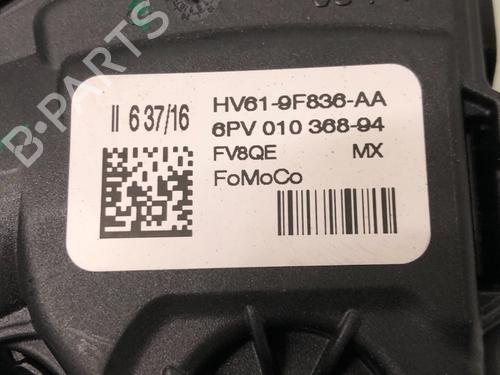 II 6 37/16
HV61-9F836-AA
6PV 010 368-94
FV8QE MX
FoMoCo
B PARTS